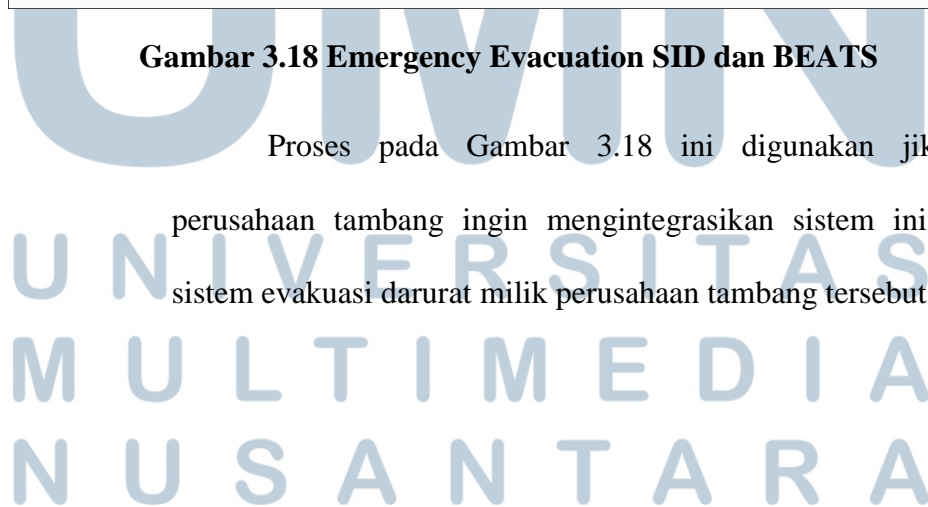 UMN
Gambar 3.18 Emergency Evacuation SID dan BEATS
Proses pada Gambar 3.18 ini digunakan
perusahaan tambang ingin mengintegrasikan sistem ini
sistem evakuasi darurat milik perusahaan tambang tersebut
UNIVERSITAS
MULTIMEDIA
NUSANTARA